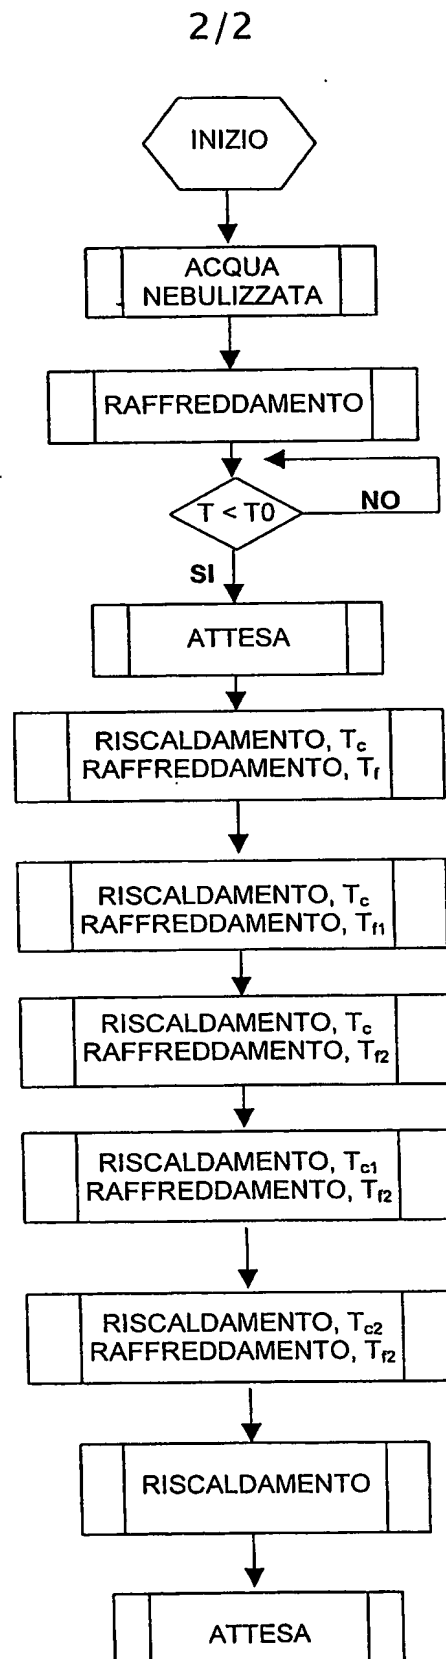 2/2
INIZIO
ACQUA
NEBULIZZATA
RAFFREDDAMENTO
T < T0
NO
SI
ATTESA
RISCALDAMENTO, Tc
RAFFREDDAMENTO, Tf
RISCALDAMENTO, Tc
RAFFREDDAMENTO, Tf1
RISCALDAMENTO, Tc
RAFFREDDAMENTO, Tf2
RISCALDAMENTO, Tc1
RAFFREDDAMENTO, Tf2
RISCALDAMENTO, Tc2
RAFFREDDAMENTO, Tf2
RISCALDAMENTO
ATTESA